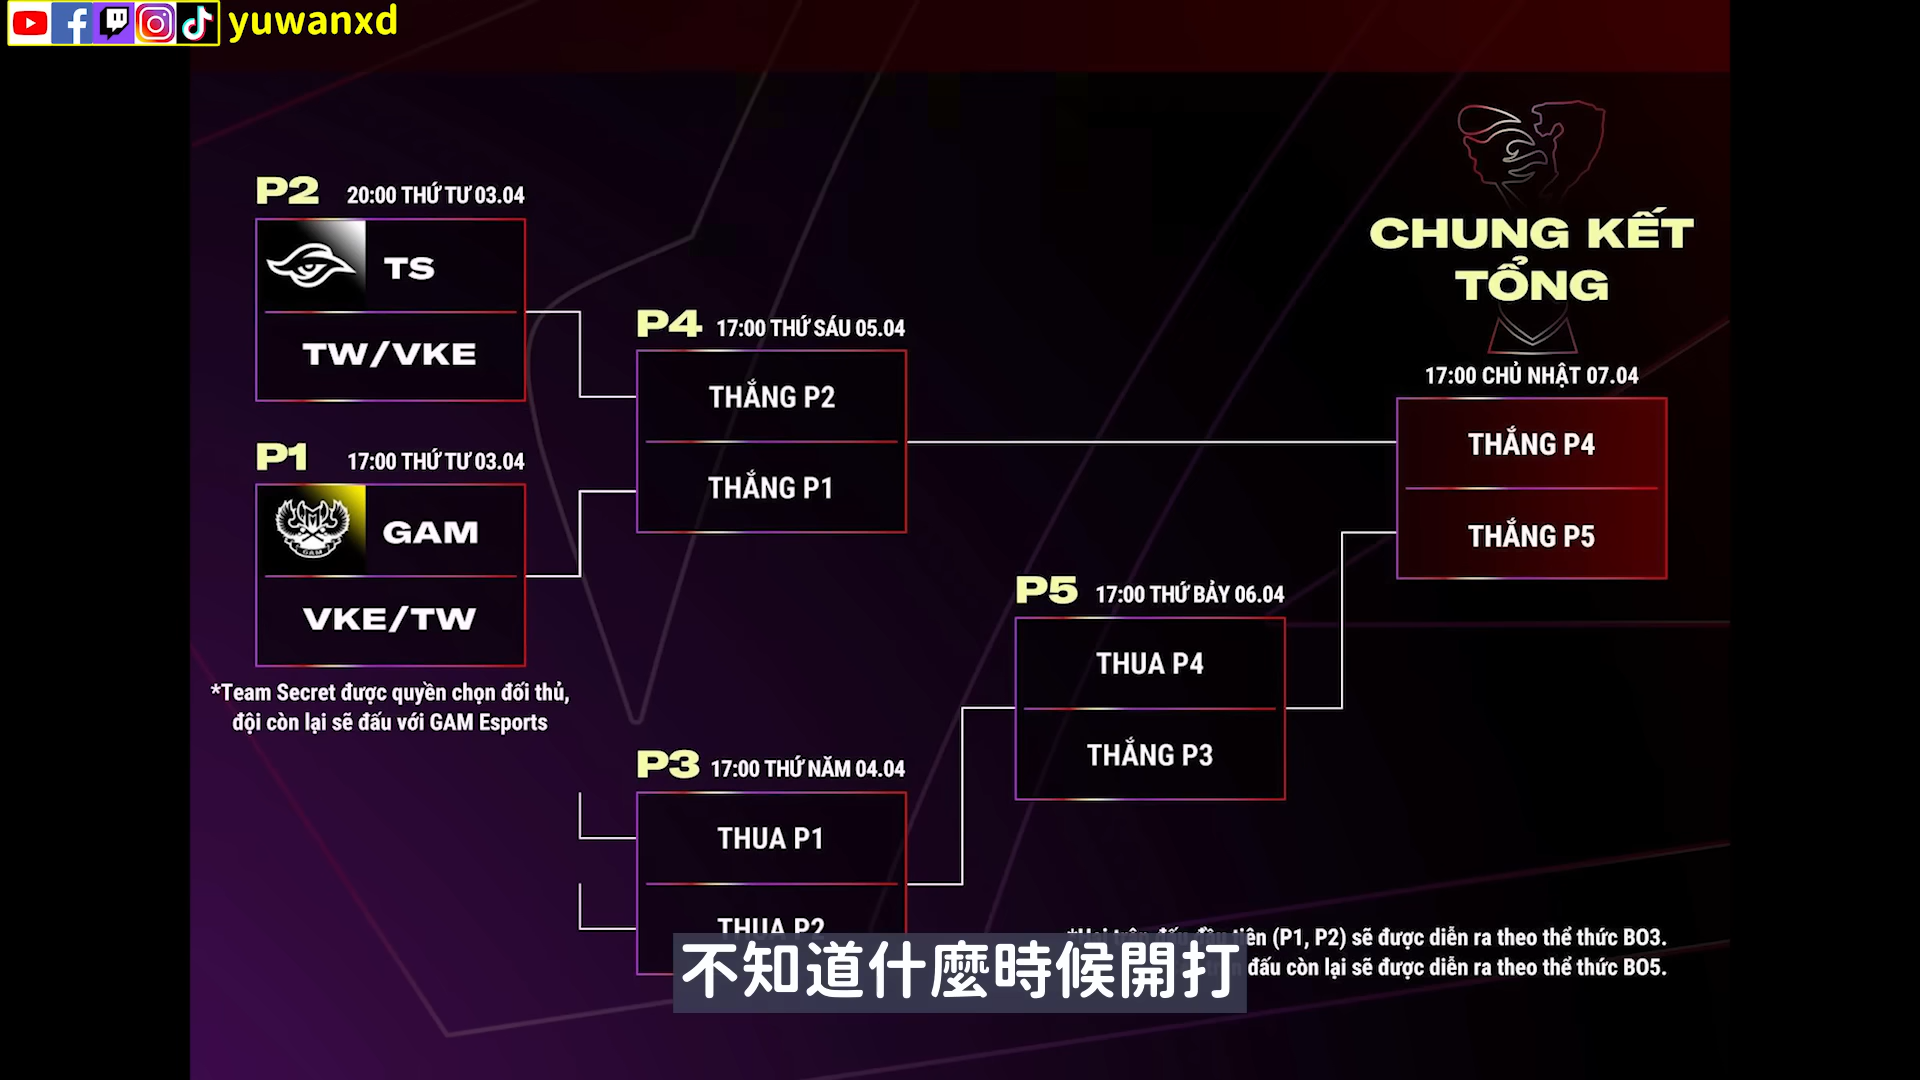 yuwanxd
P2 20:00 THỨ TƯ 03.04
TS
TW/VKE
P1 17:00 THỨ TƯ 03.04
GAM
GAM
VKE/TW
*Team Secret được quyền chọn đối thủ,
đội còn lại sẽ đấu với GAM Esports
P4 17:00 THỨ SÁU 05.04
THẮNG P2
THẮNG P1
P3 17:00 THỨ NĂM 04.04
THUA P1
THUA P2
P5 17:00 THỨ BẢY 06.04
THUA P4
THẮNG P3
CHUNG KẾT
TỔNG
17:00 CHỦ NHẬT 07.04
THẮNG P4
THẮNG P5
*Hai trận đấu đầu tiên (P1, P2) sẽ được diễn ra theo thể thức BO3.
đấu còn lại sẽ được diễn ra theo thể thức BO5.
不知道什麼時候開打